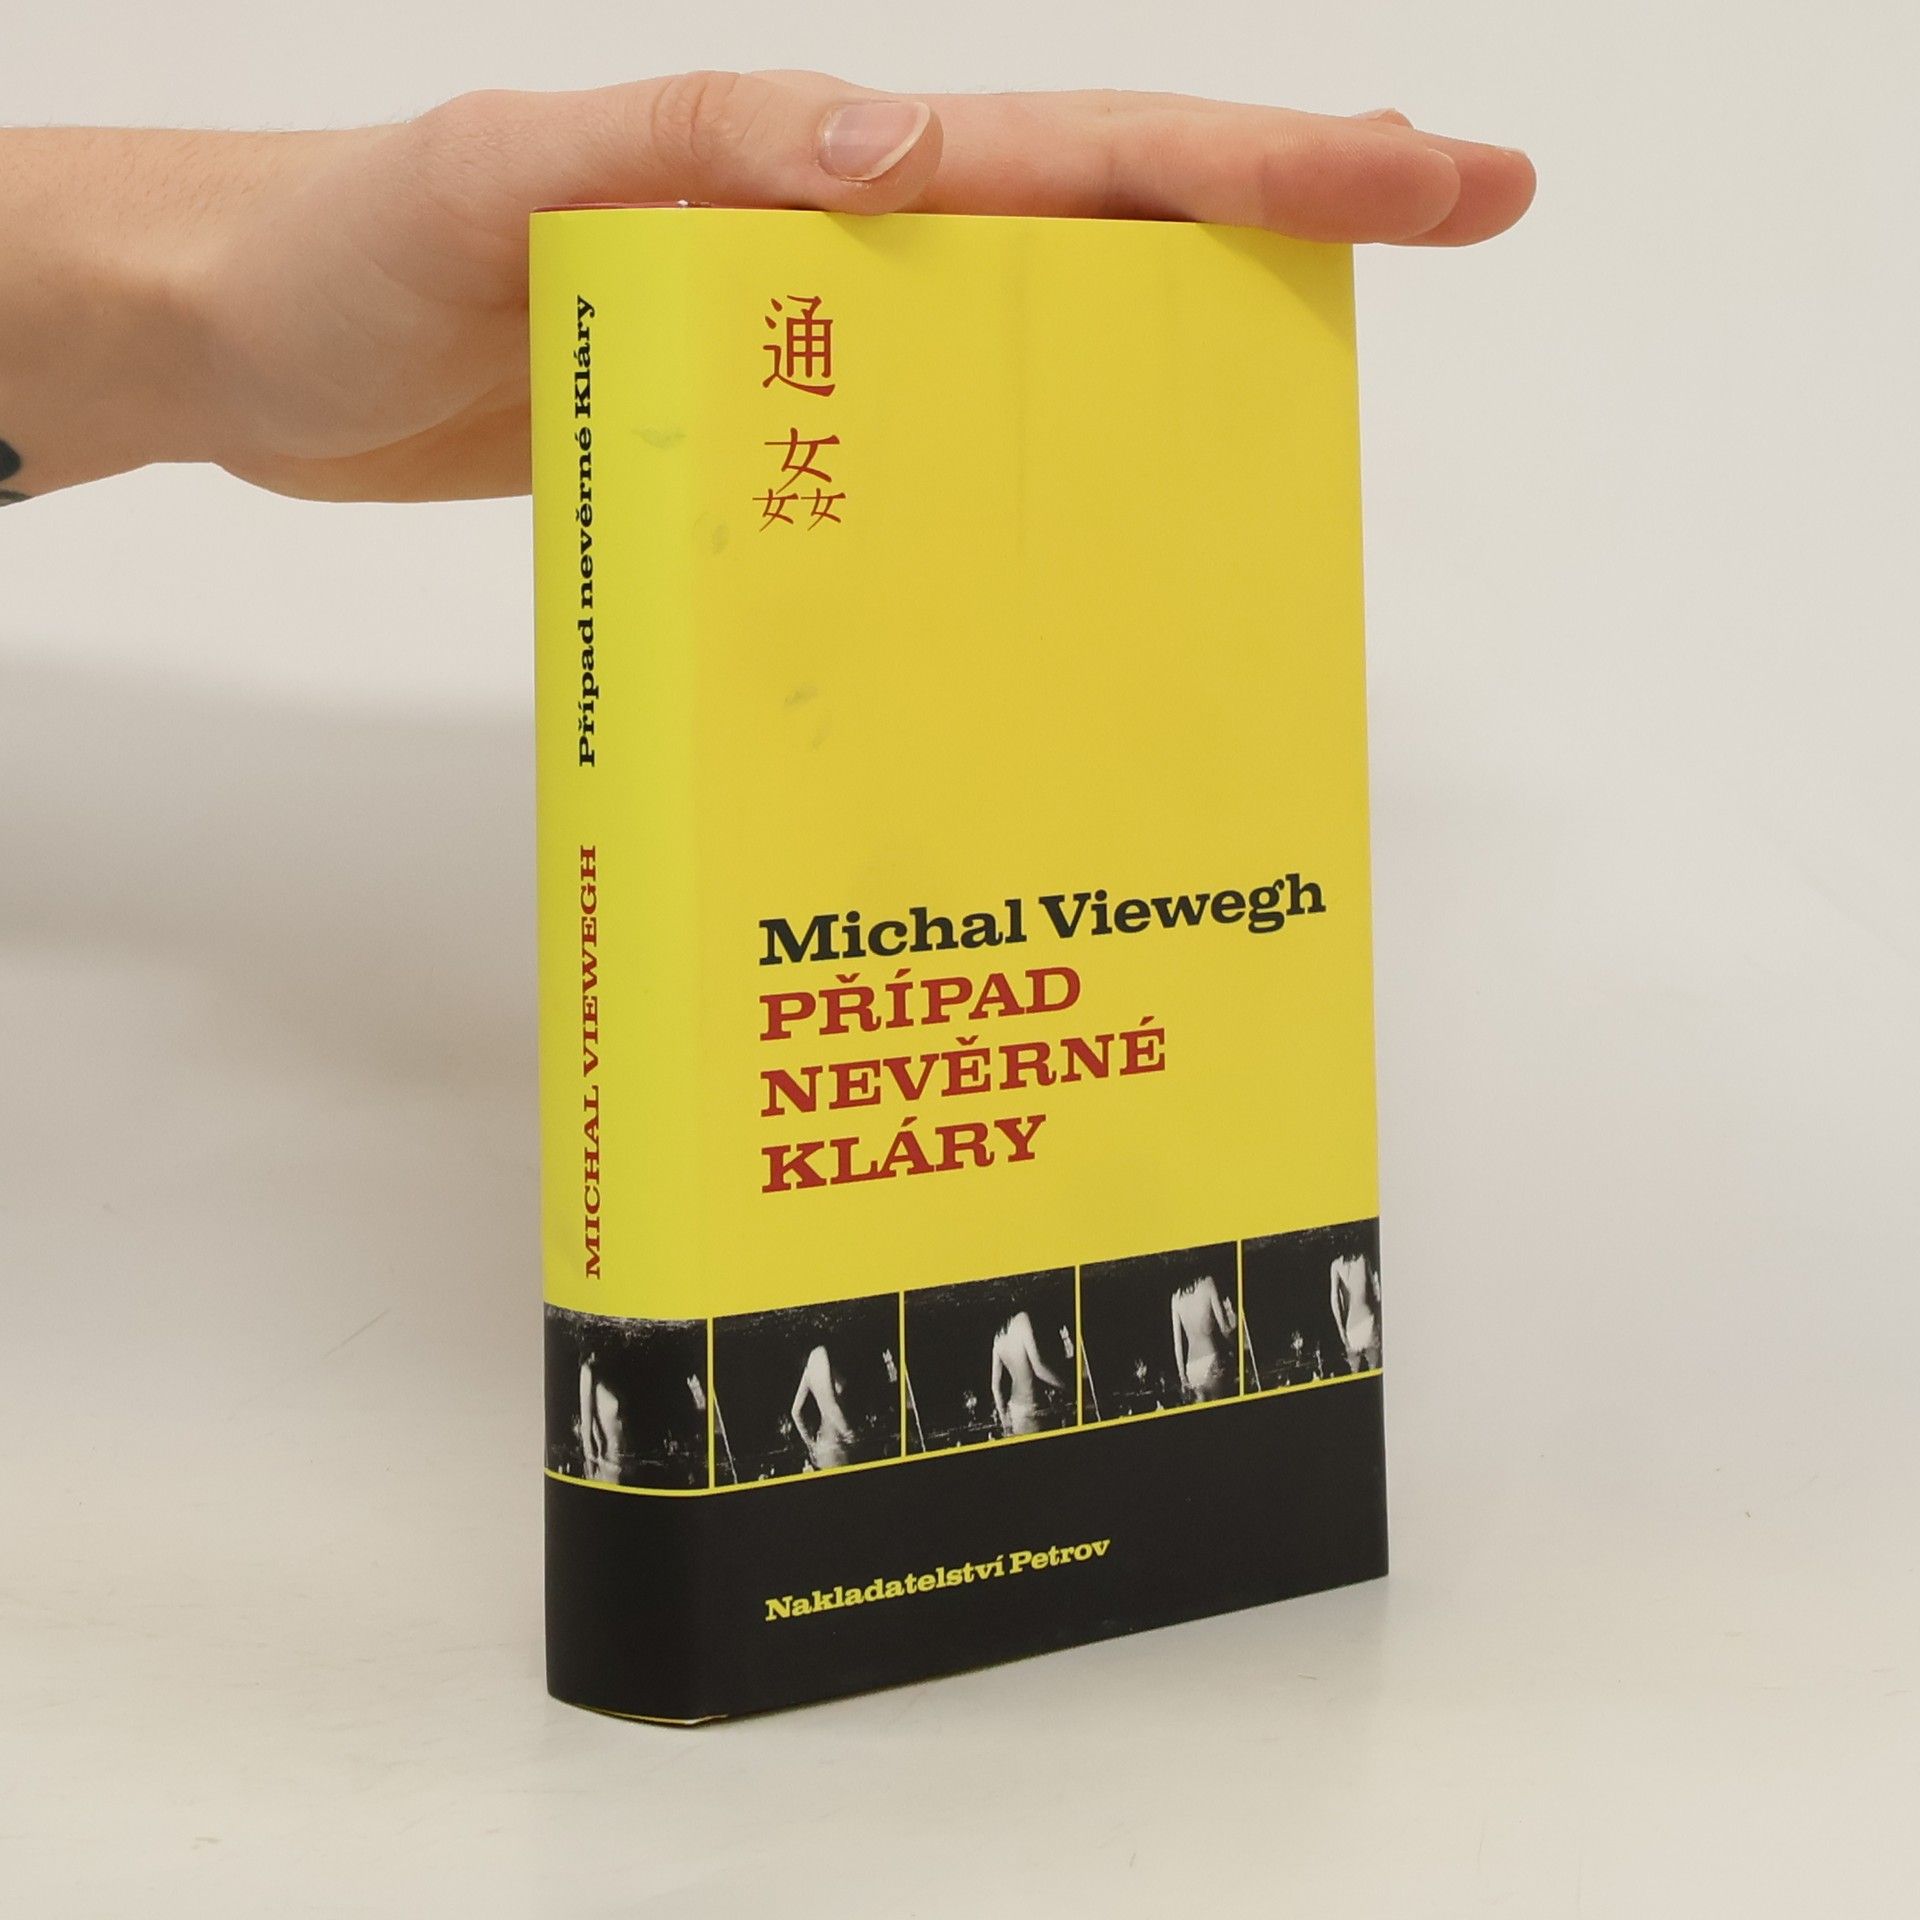 MICHAL VIEWEGH Případ nevěrné Kláry
通
姦
Michal Viewegh
PŘÍPAD
NEVĚRNÉ
KLÁRY
Nakladatelství Petrov